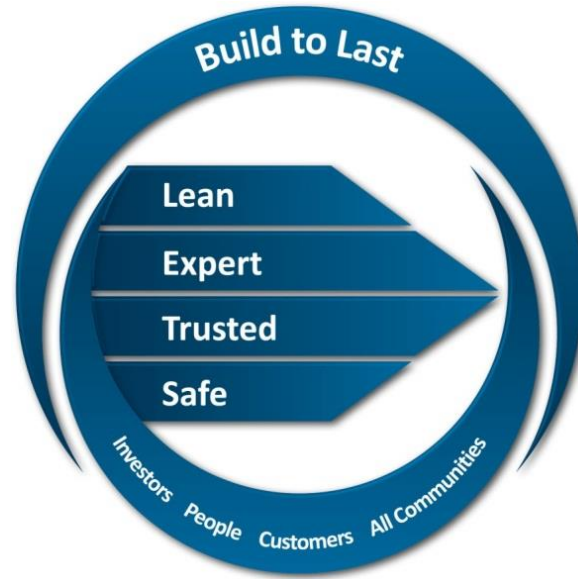 Build to Last
Lean
Expert
Trusted
Safe
Investors People Customers All Communities